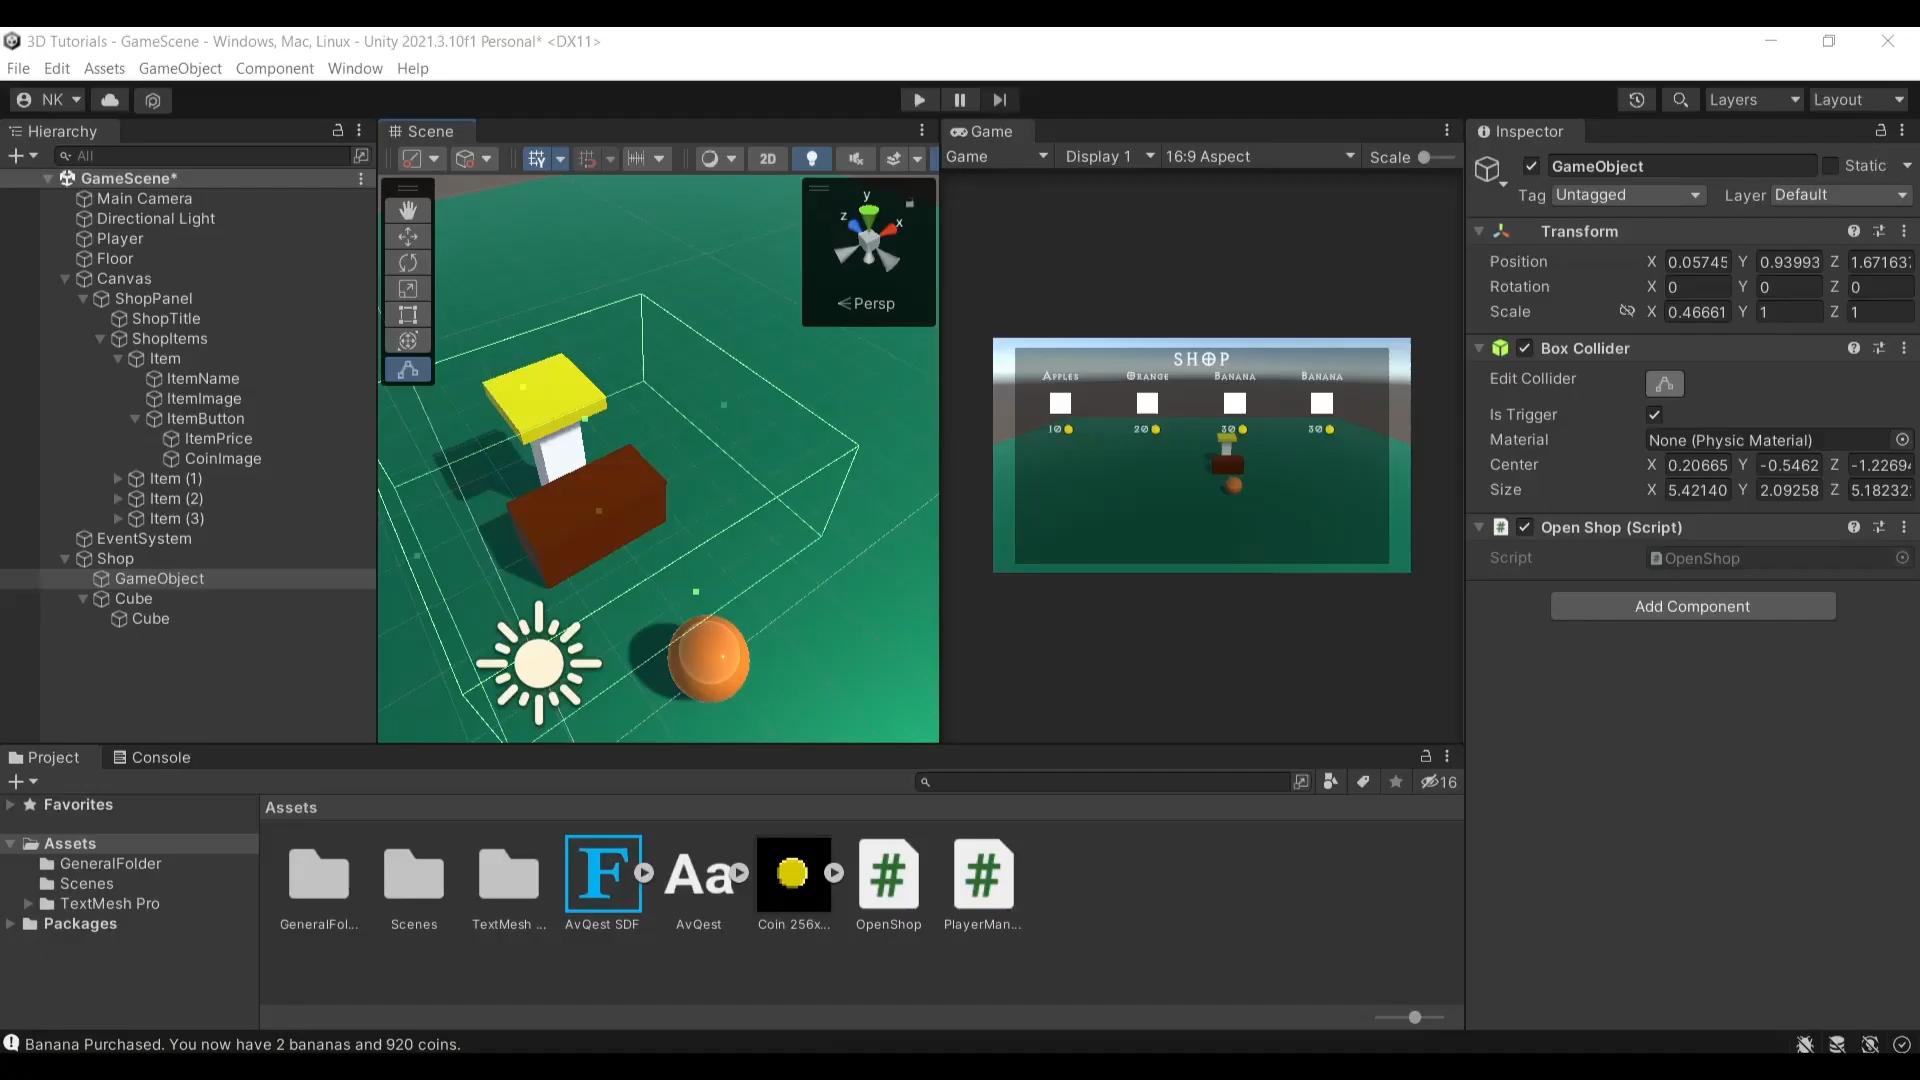 3D Tutorials - GameScene - Windows, Mac, Linux - Unity 2021.3.10f1 Personal* <DX11>
File Edit Assets GameObject Component Window Help
NK
Layers
Layout
Hierarchy
All
GameScene*
Main Camera
Directional Light
Player
Floor
Canvas
ShopPanel
ShopTitle
ShopItems
Item
ItemName
ItemImage
ItemButton
ItemPrice
CoinImage
Item (1)
Item (2)
Item (3)
EventSystem
Shop
GameObject
Cube
Cube
Scene
2D
y
z
x
Persp
Game
Game
Display 1
16:9 Aspect
Scale
SHOP
Apples Orange Banana Banana
10 20 30 30
Inspector
GameObject
Static
Tag Untagged Layer Default
Transform
Position X 0.05745 Y 0.93993 Z 1.67163
Rotation X 0 Y 0 Z 0
Scale X 0.46661 Y 1 Z 1
Box Collider
Edit Collider
Is Trigger
Material None (Physic Material)
Center X 0.20665 Y -0.5462 Z -1.2269
Size X 5.42140 Y 2.09258 Z 5.18232
# Open Shop (Script)
Script OpenShop
Add Component
Project
Console
16
Favorites
Assets
GeneralFolder
Scenes
TextMesh Pro
Packages
Assets
F Aa # #
GeneralFol... Scenes TextMesh ... AvQest SDF AvQest Coin 256x... OpenShop PlayerMan...
Banana Purchased. You now have 2 bananas and 920 coins.